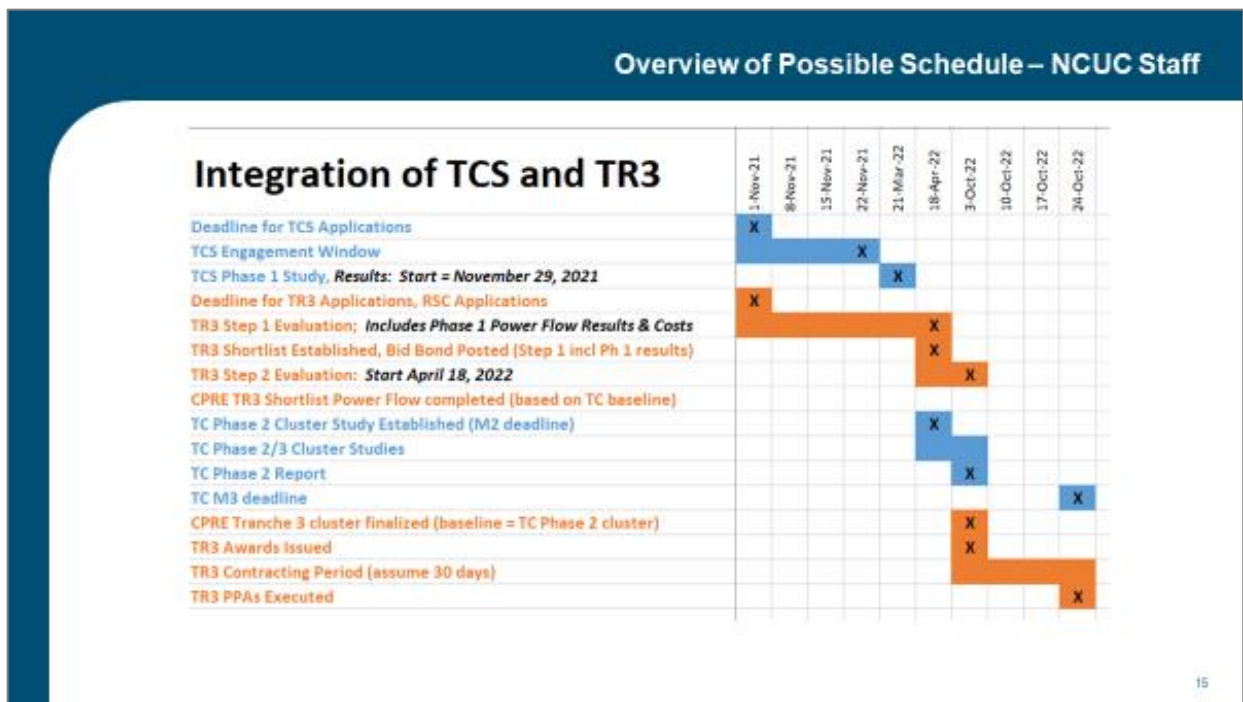 Overview of Possible Schedule – NCUC Staff
Integration of TCS and TR3
1-Nov-21
8-Nov-21
15-Nov-21
22-Nov-21
21-Mar-22
18-Apr-22
3-Oct-22
10-Oct-22
17-Oct-22
24-Oct-22
Deadline for TCS Applications X
TCS Engagement Window X
TCS Phase 1 Study, Results: Start = November 29, 2021 X
Deadline for TR3 Applications, RSC Applications X
TR3 Step 1 Evaluation; Includes Phase 1 Power Flow Results & Costs X
TR3 Shortlist Established, Bid Bond Posted (Step 1 incl Ph 1 results) X
TR3 Step 2 Evaluation: Start April 18, 2022 X
CPRE TR3 Shortlist Power Flow completed (based on TC baseline)
TC Phase 2 Cluster Study Established (M2 deadline) X
TC Phase 2/3 Cluster Studies
TC Phase 2 Report X
TC M3 deadline X
CPRE Tranche 3 cluster finalized (baseline = TC Phase 2 cluster) X
TR3 Awards Issued X
TR3 Contracting Period (assume 30 days)
TR3 PPAs Executed X
15